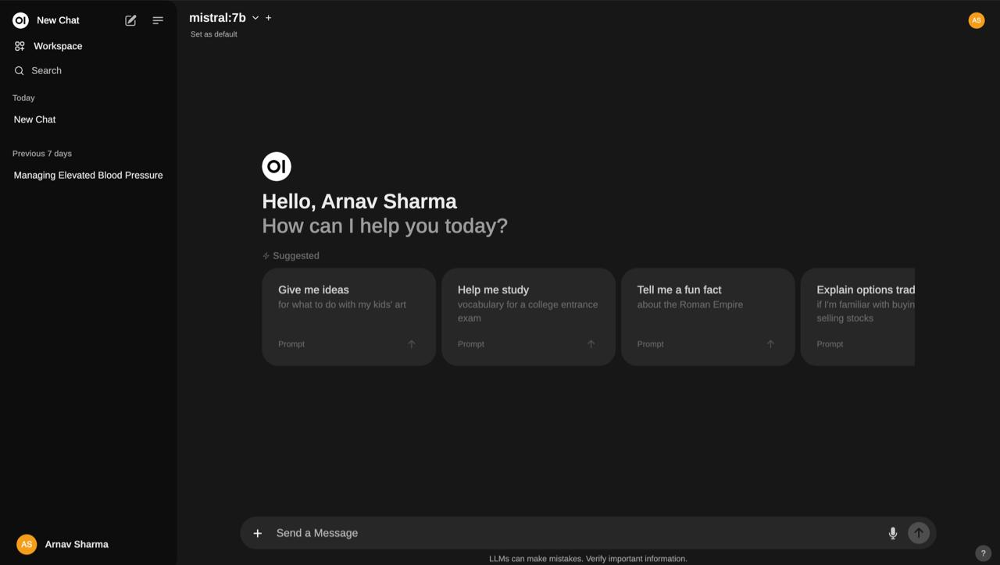 OI New Chat
Workspace
Search
Today
New Chat
Previous 7 days
Managing Elevated Blood Pressure
AS Arnav Sharma
mistral:7b
Set as default
AS
OI
Hello, Arnav Sharma
How can I help you today?
Suggested
Give me ideas
for what to do with my kids' art
Prompt
Help me study
vocabulary for a college entrance
exam
Prompt
Tell me a fun fact
about the Roman Empire
Prompt
Explain options trad
if I'm familiar with buyin
selling stocks
Prompt
+ Send a Message
LLMs can make mistakes. Verify important information.
?